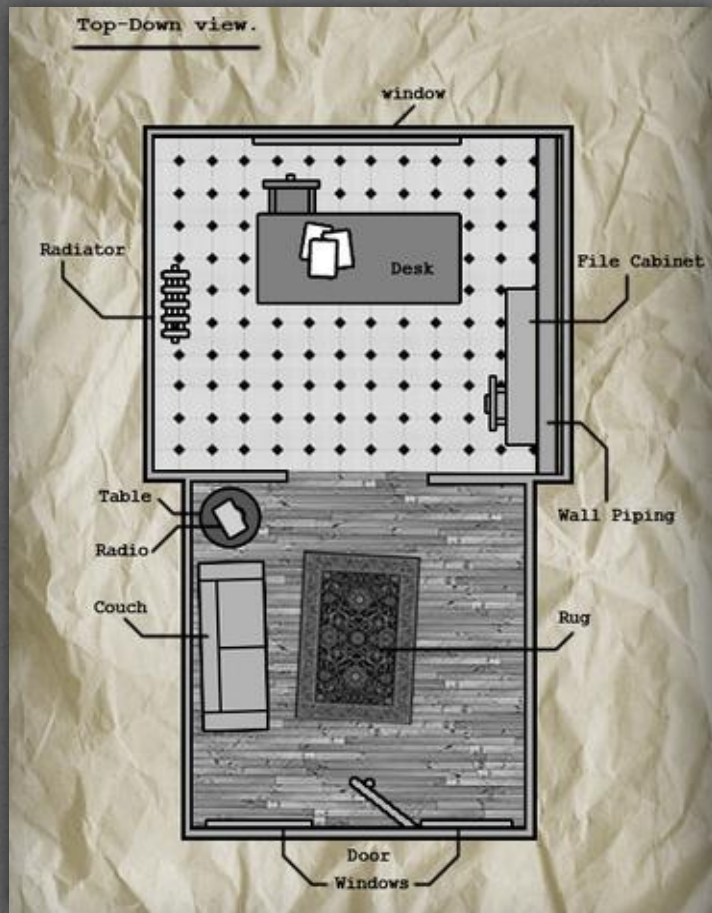 Top-Down view.
window
Radiator
Desk
File Cabinet
Table
Wall Piping
Radio
Couch
Rug
Door
Windows